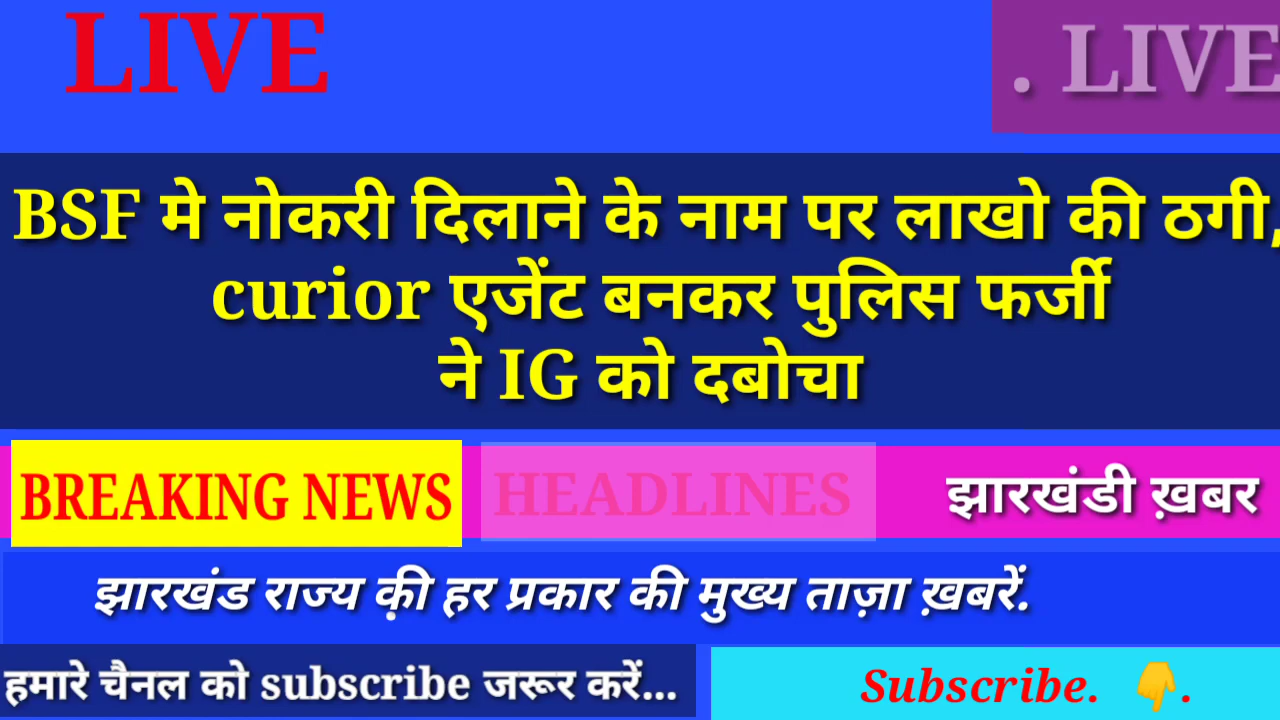 LIVE
. LIVE
BSF मे नोकरी दिलाने के नाम पर लाखो की ठगी,
curior एजेंट बनकर पुलिस फर्जी
ने IG को दबोचा
BREAKING NEWS
HEADLINES
झारखंडी ख़बर
झारखंड राज्य क़ी हर प्रकार की मुख्य ताज़ा ख़बरें.
हमारे चैनल को subscribe जरूर करें...
Subscribe. 👇.